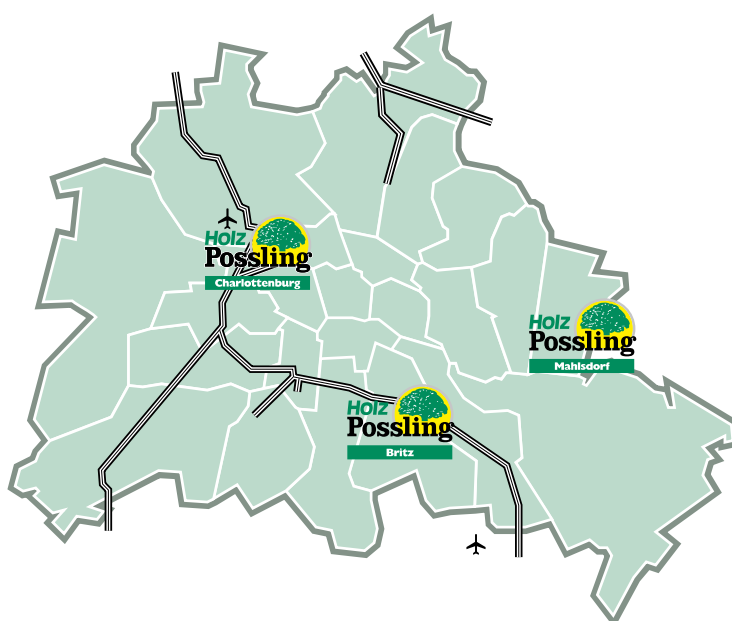 Holz
Possling
Charlottenburg
Holz
Possling
Mahlsdorf
Holz
Possling
Britz